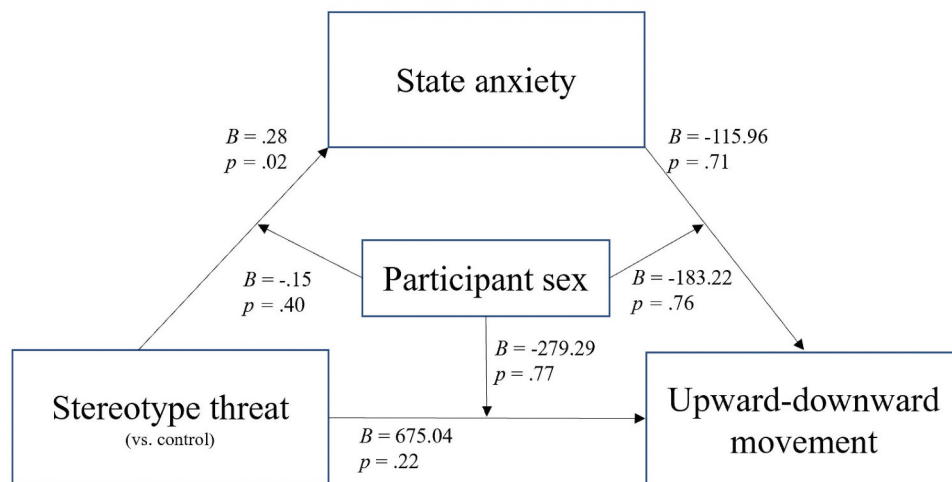 State anxiety
B = .28
p = .02
B = -115.96
p = .71
Participant sex
B = -.15
p = .40
B = -183.22
p = .76
B = -279.29
p = .77
Stereotype threat
(vs. control)
B = 675.04
p = .22
Upward-downward
movement